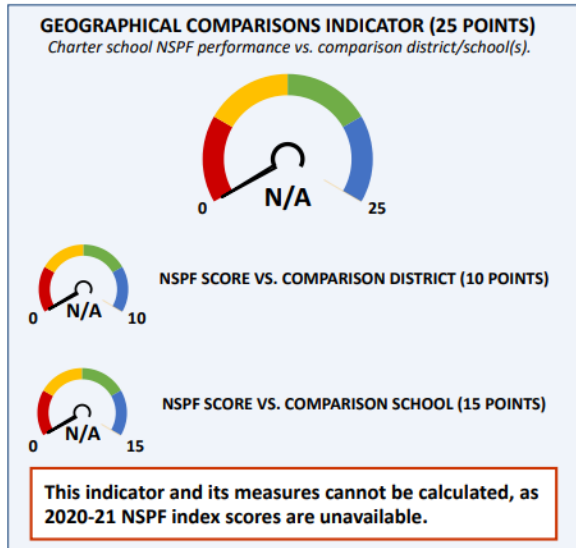 GEOGRAPHICAL COMPARISONS INDICATOR (25 POINTS)
Charter school NSPF performance vs. comparison district/school(s).
N/A
0 25
NSPF SCORE VS. COMPARISON DISTRICT (10 POINTS)
N/A
0 10
NSPF SCORE VS. COMPARISON SCHOOL (15 POINTS)
N/A
0 15
This indicator and its measures cannot be calculated, as
2020-21 NSPF index scores are unavailable.